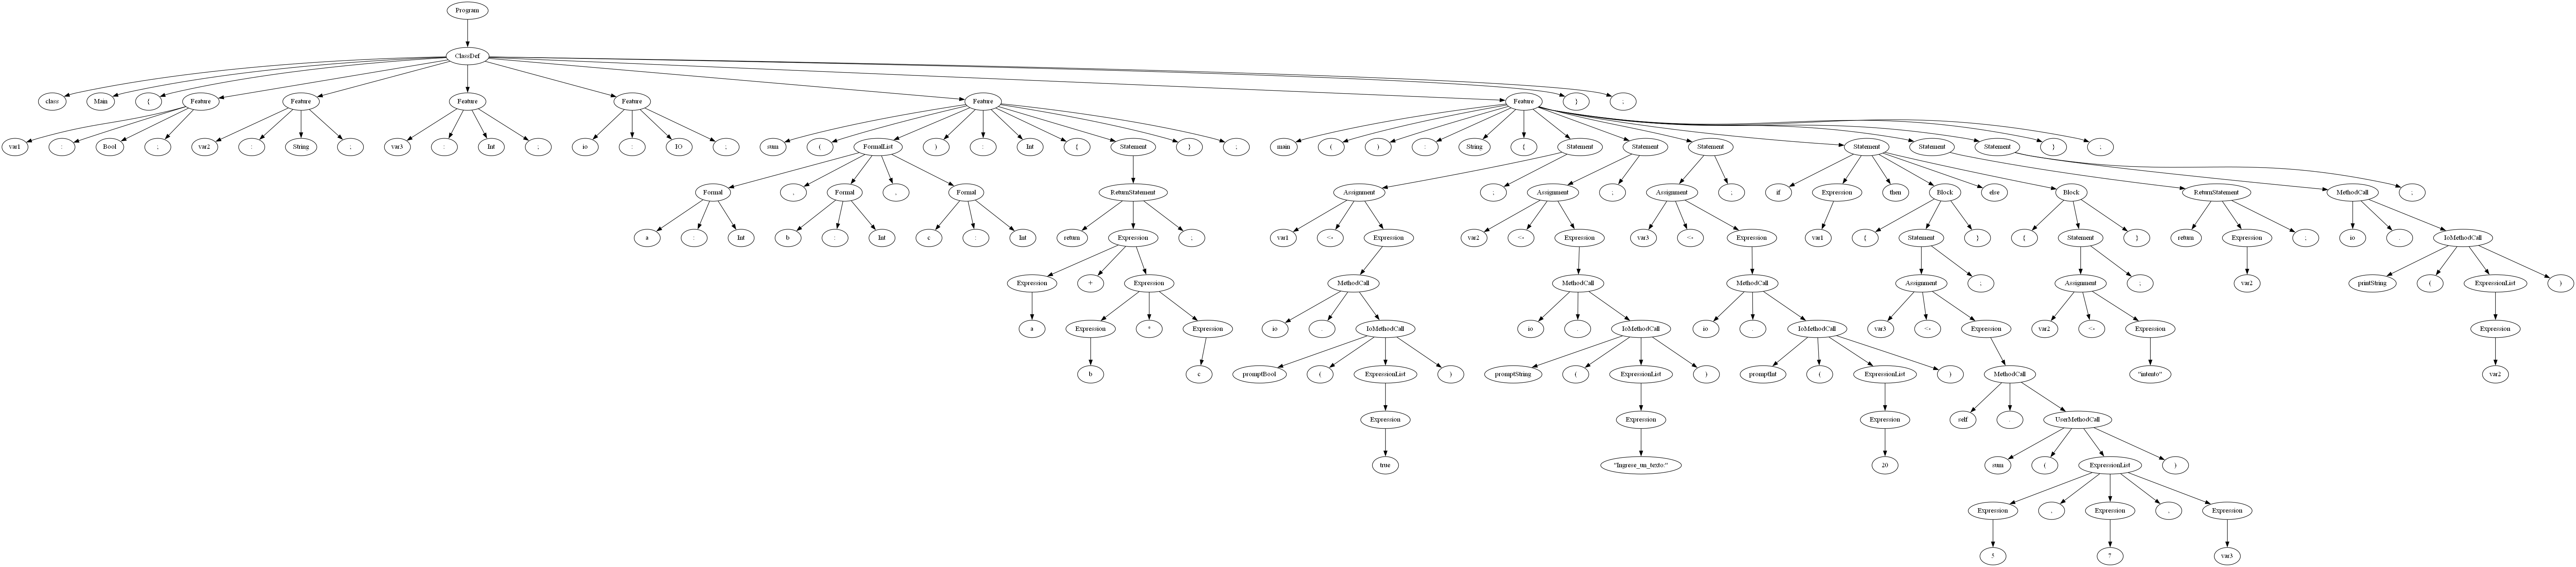 Program
ClassDef
class Main { Feature Feature Feature Feature Feature Feature } ;
var1 : Bool ; var2 : String ; var3 : Int ; io : IO ; sum ( FormalList ) : Int { Statement } ; main ( ) : String { Statement Statement Statement Statement Statement Statement } ;
Formal , Formal , Formal ReturnStatement Assignment ; Assignment ; Assignment ; if Expression then Block else Block ReturnStatement MethodCall ;
a : Int b : Int c : Int return Expression ; var1 <- Expression var2 <- Expression var3 <- Expression var1 { Statement } { Statement } return Expression ; io . IoMethodCall
Expression + Expression MethodCall MethodCall MethodCall Assignment ; Assignment ; var2 printString ( ExpressionList )
a Expression * Expression io . IoMethodCall io . IoMethodCall io . IoMethodCall var3 <- Expression var2 <- Expression Expression
b c promptBool ( ExpressionList ) promptString ( ExpressionList ) promptInt ( ExpressionList ) MethodCall "intento" var2
Expression Expression Expression self . UserMethodCall
true "Ingrese_un_texto:" 20 sum ( ExpressionList )
Expression , Expression , Expression
5 7 var3